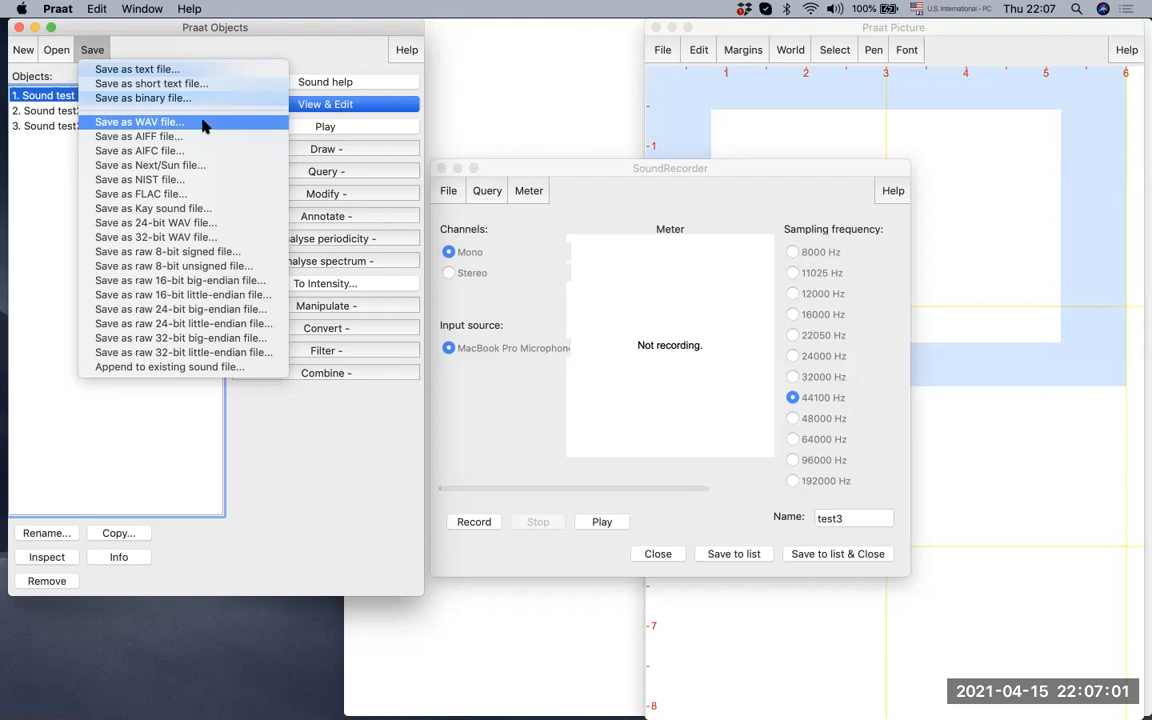 Praat Edit Window Help 100% U.S. International - PC Thu 22:07
Praat Objects
New Open Save Help
Objects:
1. Sound test
2. Sound test
3. Sound test
Save as text file...
Save as short text file...
Save as binary file...
Save as WAV file...
Save as AIFF file...
Save as AIFC file...
Save as Next/Sun file...
Save as NIST file...
Save as FLAC file...
Save as Kay sound file...
Save as 24-bit WAV file...
Save as 32-bit WAV file...
Save as raw 8-bit signed file...
Save as raw 8-bit unsigned file...
Save as raw 16-bit big-endian file...
Save as raw 16-bit little-endian file...
Save as raw 24-bit big-endian file...
Save as raw 24-bit little-endian file...
Save as raw 32-bit big-endian file...
Save as raw 32-bit little-endian file...
Append to existing sound file...
Sound help
View & Edit
Play
Draw -
Query -
Modify -
Annotate -
alyse periodicity -
nalyse spectrum -
To Intensity...
Manipulate -
Convert -
Filter -
Combine -
Rename... Copy...
Inspect Info
Remove
SoundRecorder
File Query Meter Help
Channels:
Mono
Stereo
Input source:
MacBook Pro Microphon
Meter
Not recording.
Sampling frequency:
8000 Hz
11025 Hz
12000 Hz
16000 Hz
22050 Hz
24000 Hz
32000 Hz
44100 Hz
48000 Hz
64000 Hz
96000 Hz
192000 Hz
Record Stop Play
Name: test3
Close Save to list Save to list & Close
Praat Picture
File Edit Margins World Select Pen Font Help
1 2 3 4 5 6
-1
-7
-8
2021-04-15 22:07:01